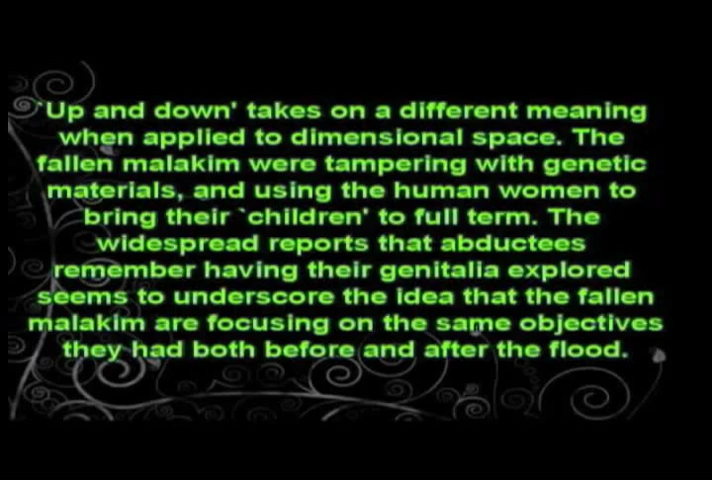 `Up and down' takes on a different meaning
when applied to dimensional space. The
fallen malakim were tampering with genetic
materials, and using the human women to
bring their `children' to full term. The
widespread reports that abductees
remember having their genitalia explored
seems to underscore the idea that the fallen
malakim are focusing on the same objectives
they had both before and after the flood.